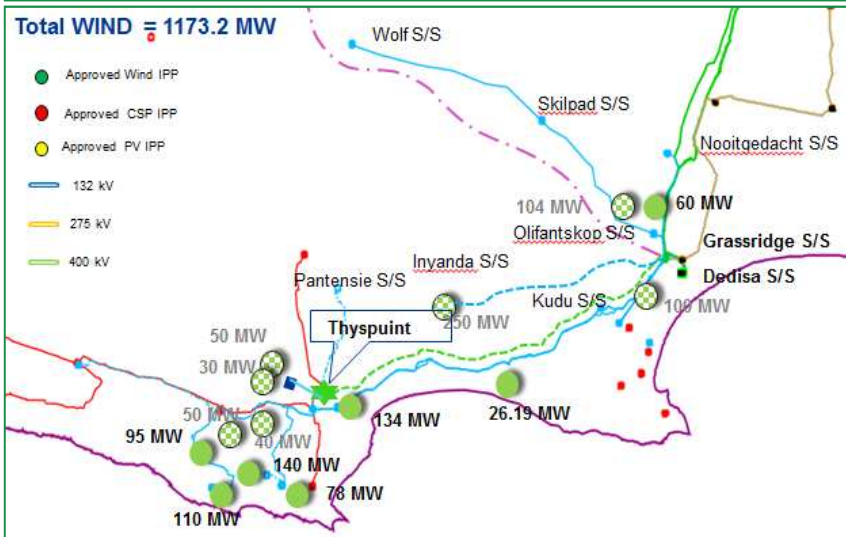 Total WIND = 1173.2 MW
Wolf S/S
Approved Wind IPP
Approved CSP IPP
Approved PV IPP
132 kV
275 kV
400 kV
Skilpad S/S
Nooitgedacht S/S
104 MW
60 MW
Olifantskop S/S
Grassridge S/S
Inyanda S/S
Dedisa S/S
Pantensie S/S
Kudu S/S
100 MW
250 MW
Thyspuint
50 MW
30 MW
50 MW
40 MW
134 MW
26.19 MW
95 MW
140 MW
78 MW
110 MW